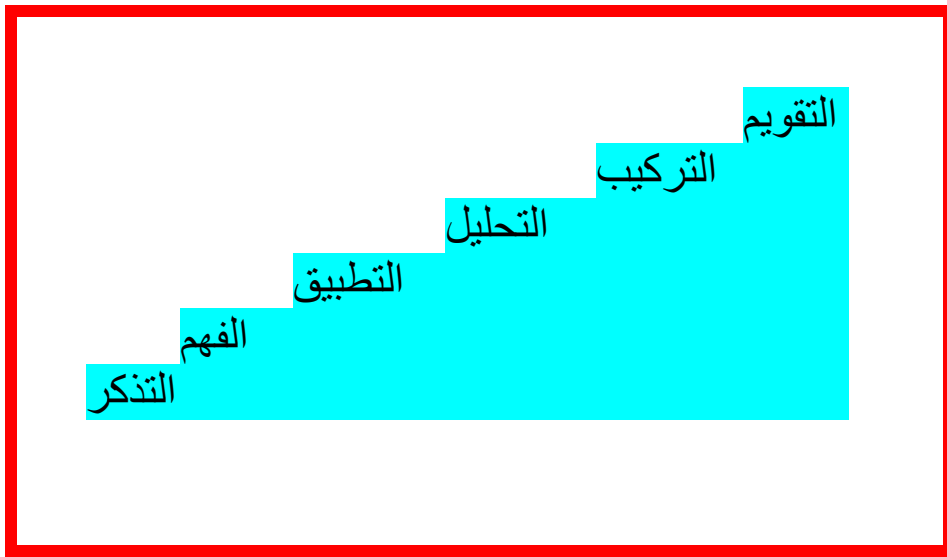 التقويم
التركيب
التحليل
التطبيق
الفهم
التذكر